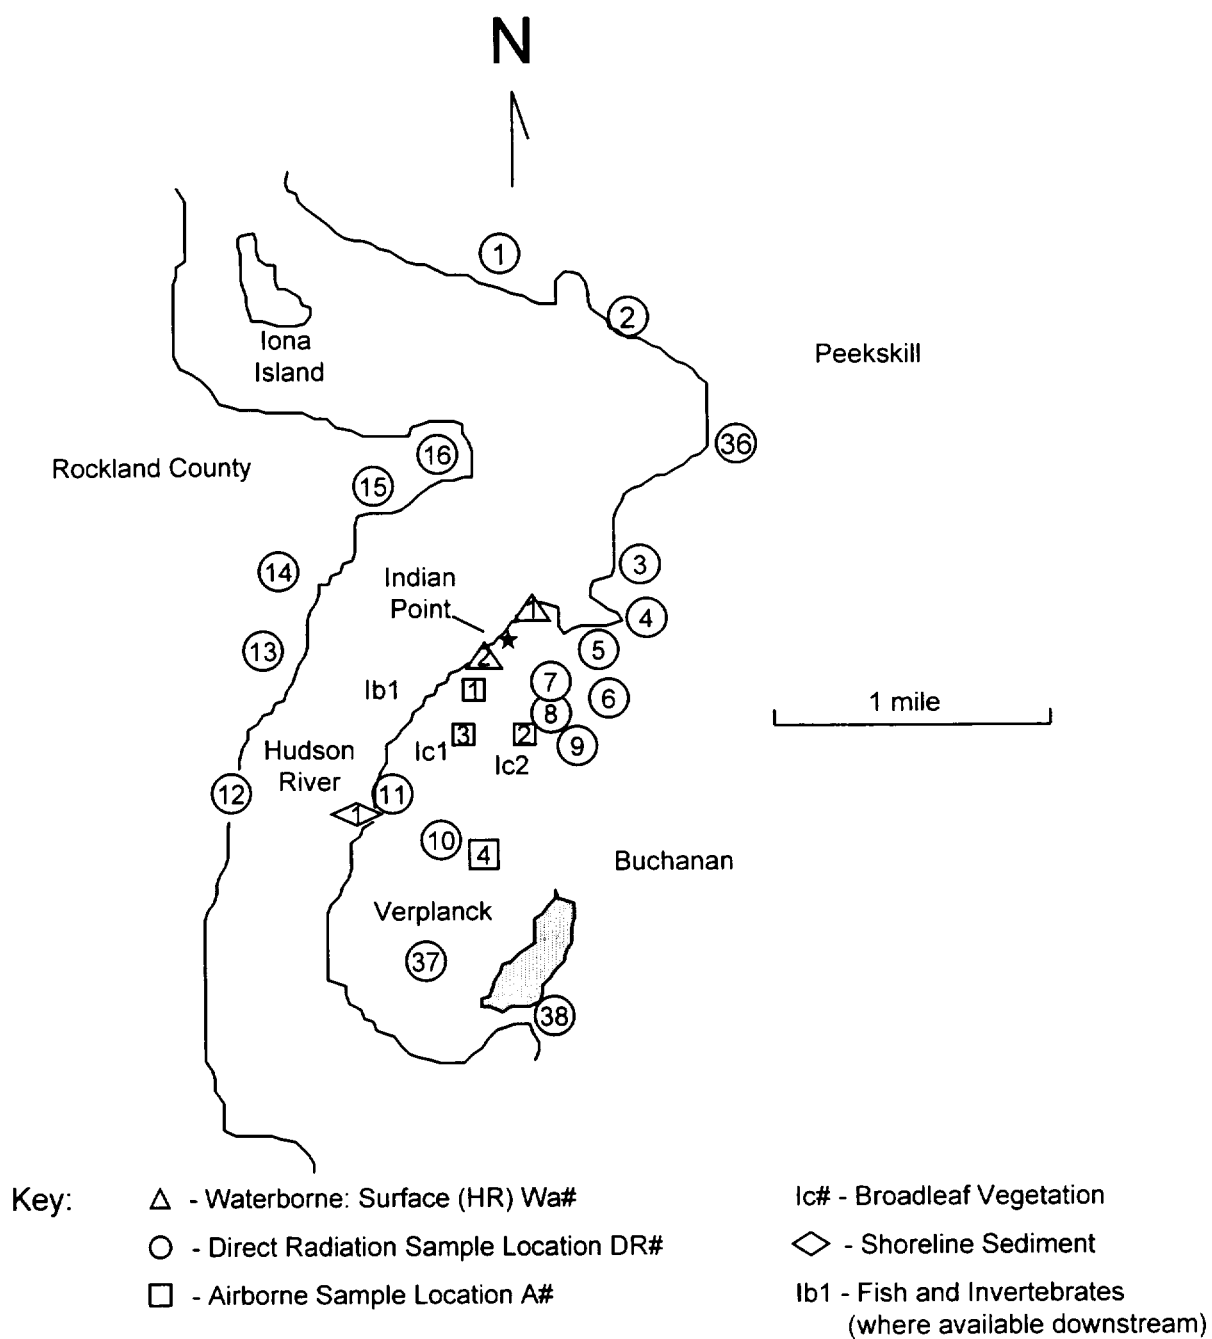 N
1
2
Peekskill
Iona
Island
36
16
Rockland County
15
3
14
Indian
Point
1
4
13
5
2
7
Ib1
1
6
8
1 mile
3
2
9
Ic1
Ic2
Hudson
River
12
11
1
10
4
Buchanan
Verplanck
37
38
Key:
- Waterborne: Surface (HR) Wa#
- Direct Radiation Sample Location DR#
- Airborne Sample Location A#
Ic# - Broadleaf Vegetation
- Shoreline Sediment
Ib1 - Fish and Invertebrates
(where available downstream)